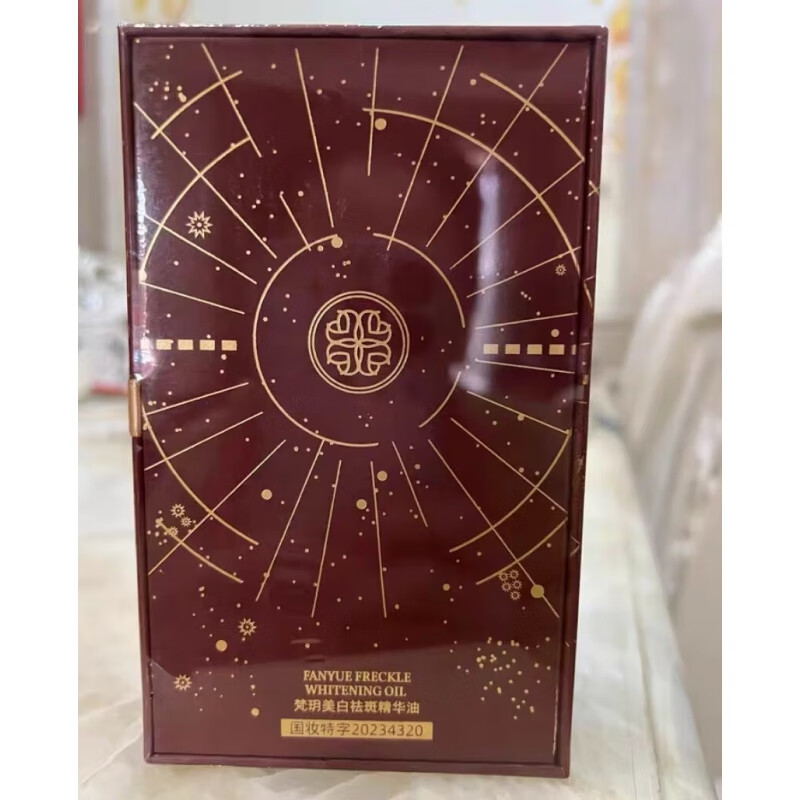 FANYUE FRECKLE
WHITENING OIL
梵玥美白祛斑精华油
国妆特字20234320